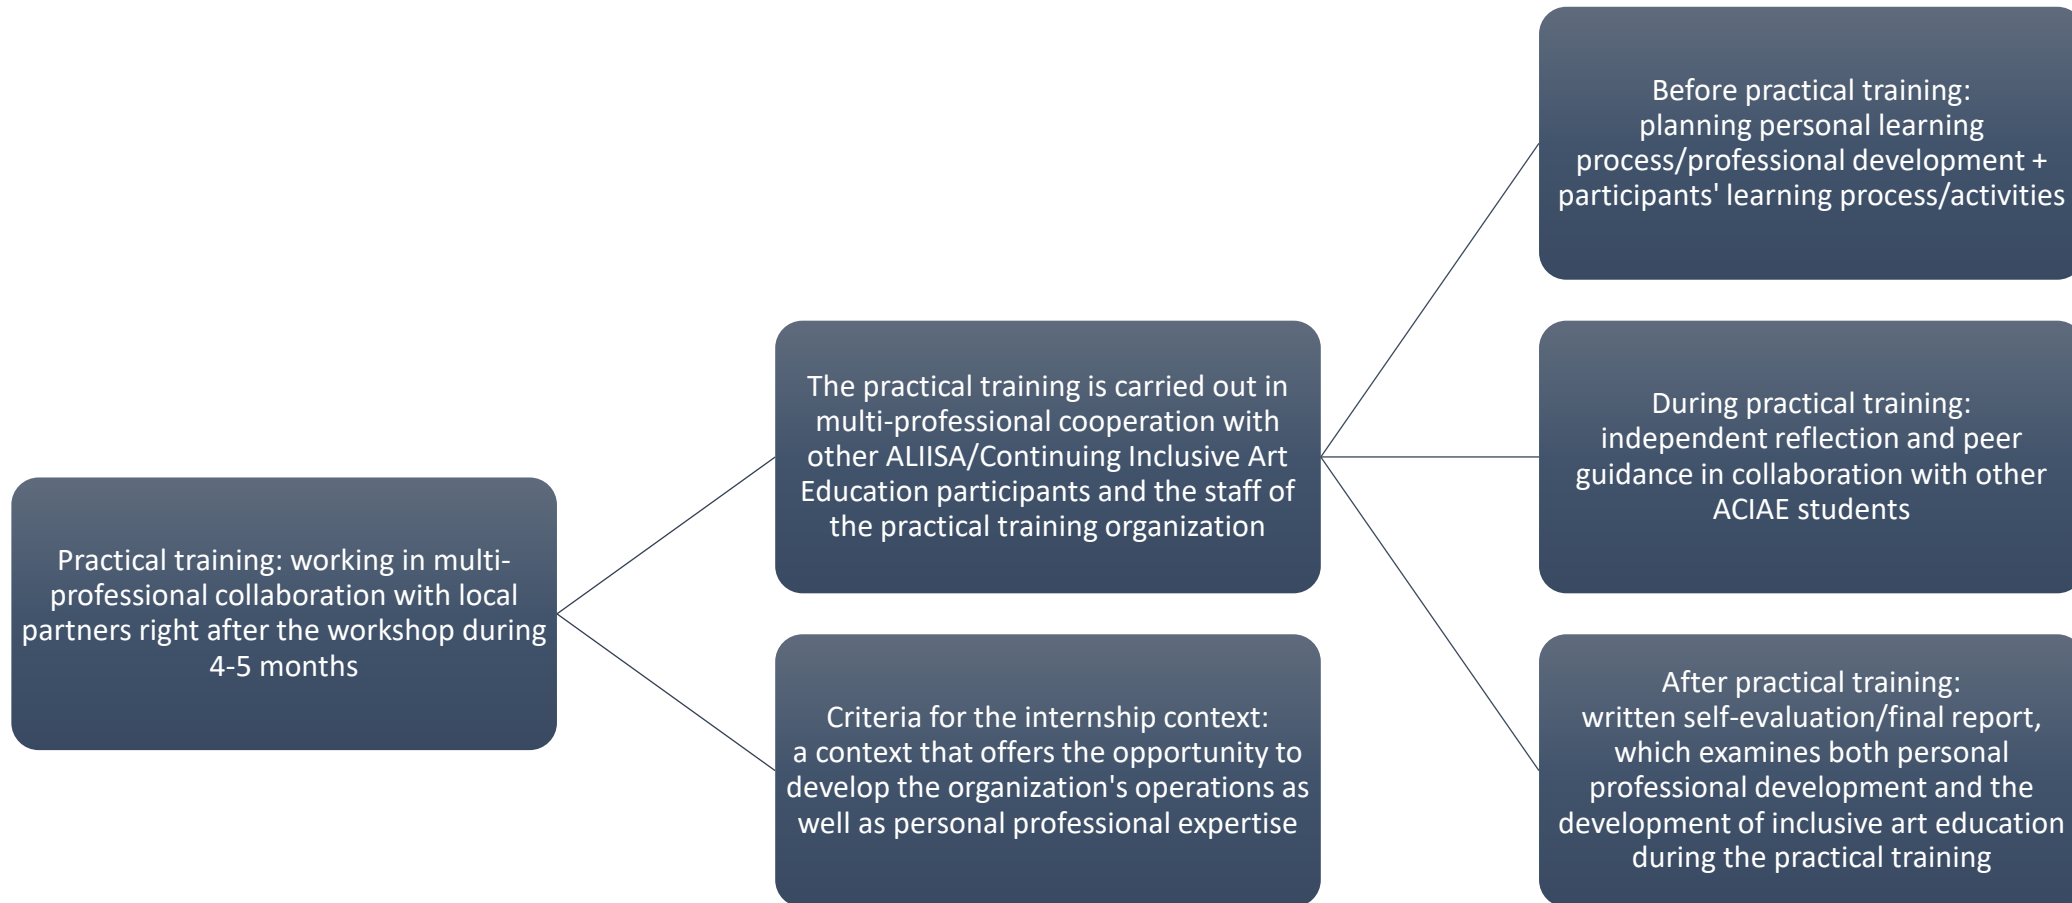 Practical training: working in multi-
professional collaboration with local
partners right after the workshop during
4-5 months
The practical training is carried out in
multi-professional cooperation with
other ALIISA/Continuing Inclusive Art
Education participants and the staff of
the practical training organization
Criteria for the internship context:
a context that offers the opportunity to
develop the organization's operations as
well as personal professional expertise
Before practical training:
planning personal learning
process/professional development +
participants' learning process/activities
During practical training:
independent reflection and peer
guidance in collaboration with other
ACIAE students
After practical training:
written self-evaluation/final report,
which examines both personal
professional development and the
development of inclusive art education
during the practical training